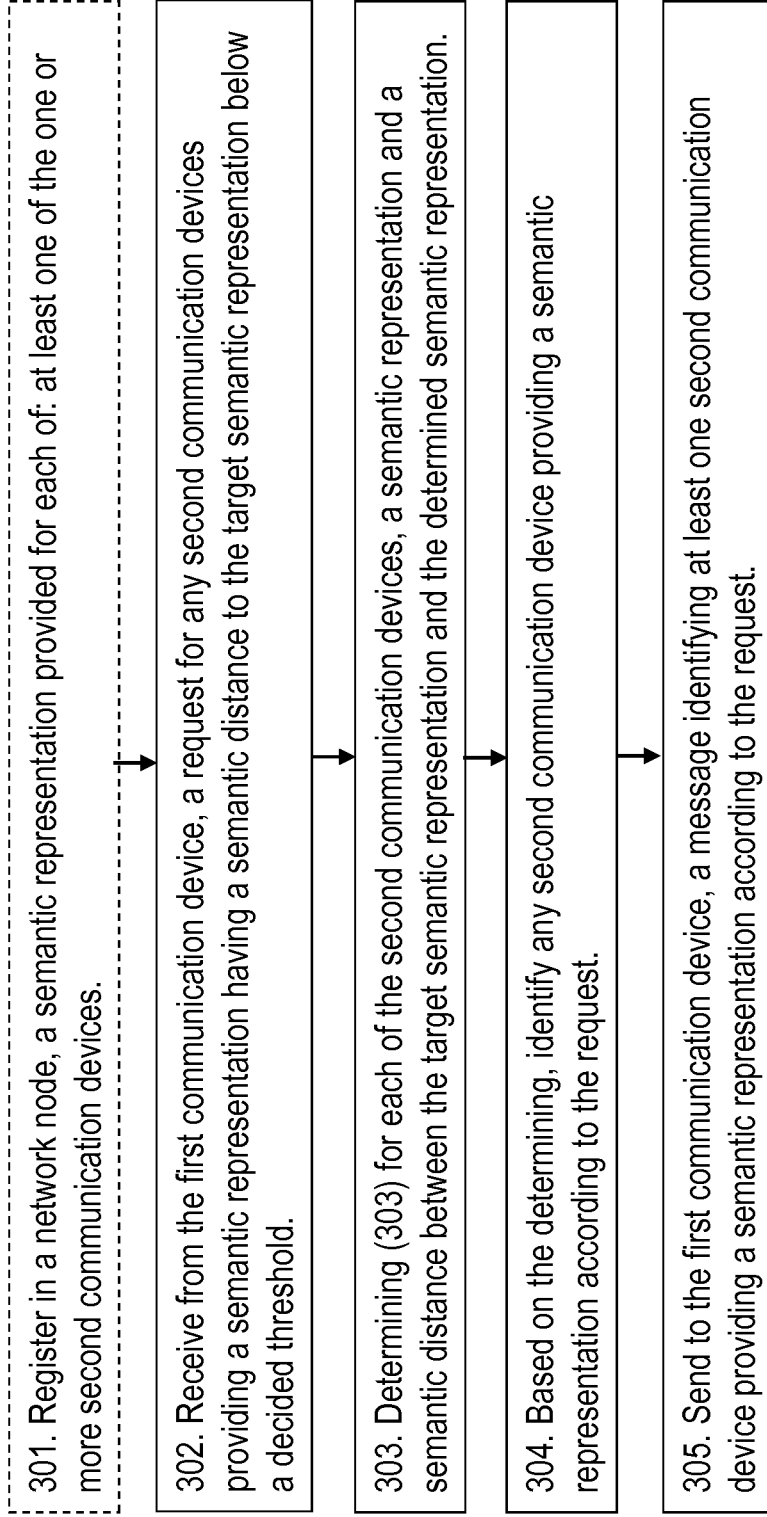 301. Register in a network node, a semantic representation provided for each of: at least one of the one or
more second communication devices.
302. Receive from the first communication device, a request for any second communication devices
providing a semantic representation having a semantic distance to the target semantic representation below
a decided threshold.
303. Determining (303) for each of the second communication devices, a semantic representation and a
semantic distance between the target semantic representation and the determined semantic representation.
304. Based on the determining, identify any second communication device providing a semantic
representation according to the request.
305. Send to the first communication device, a message identifying at least one second communication
device providing a semantic representation according to the request.